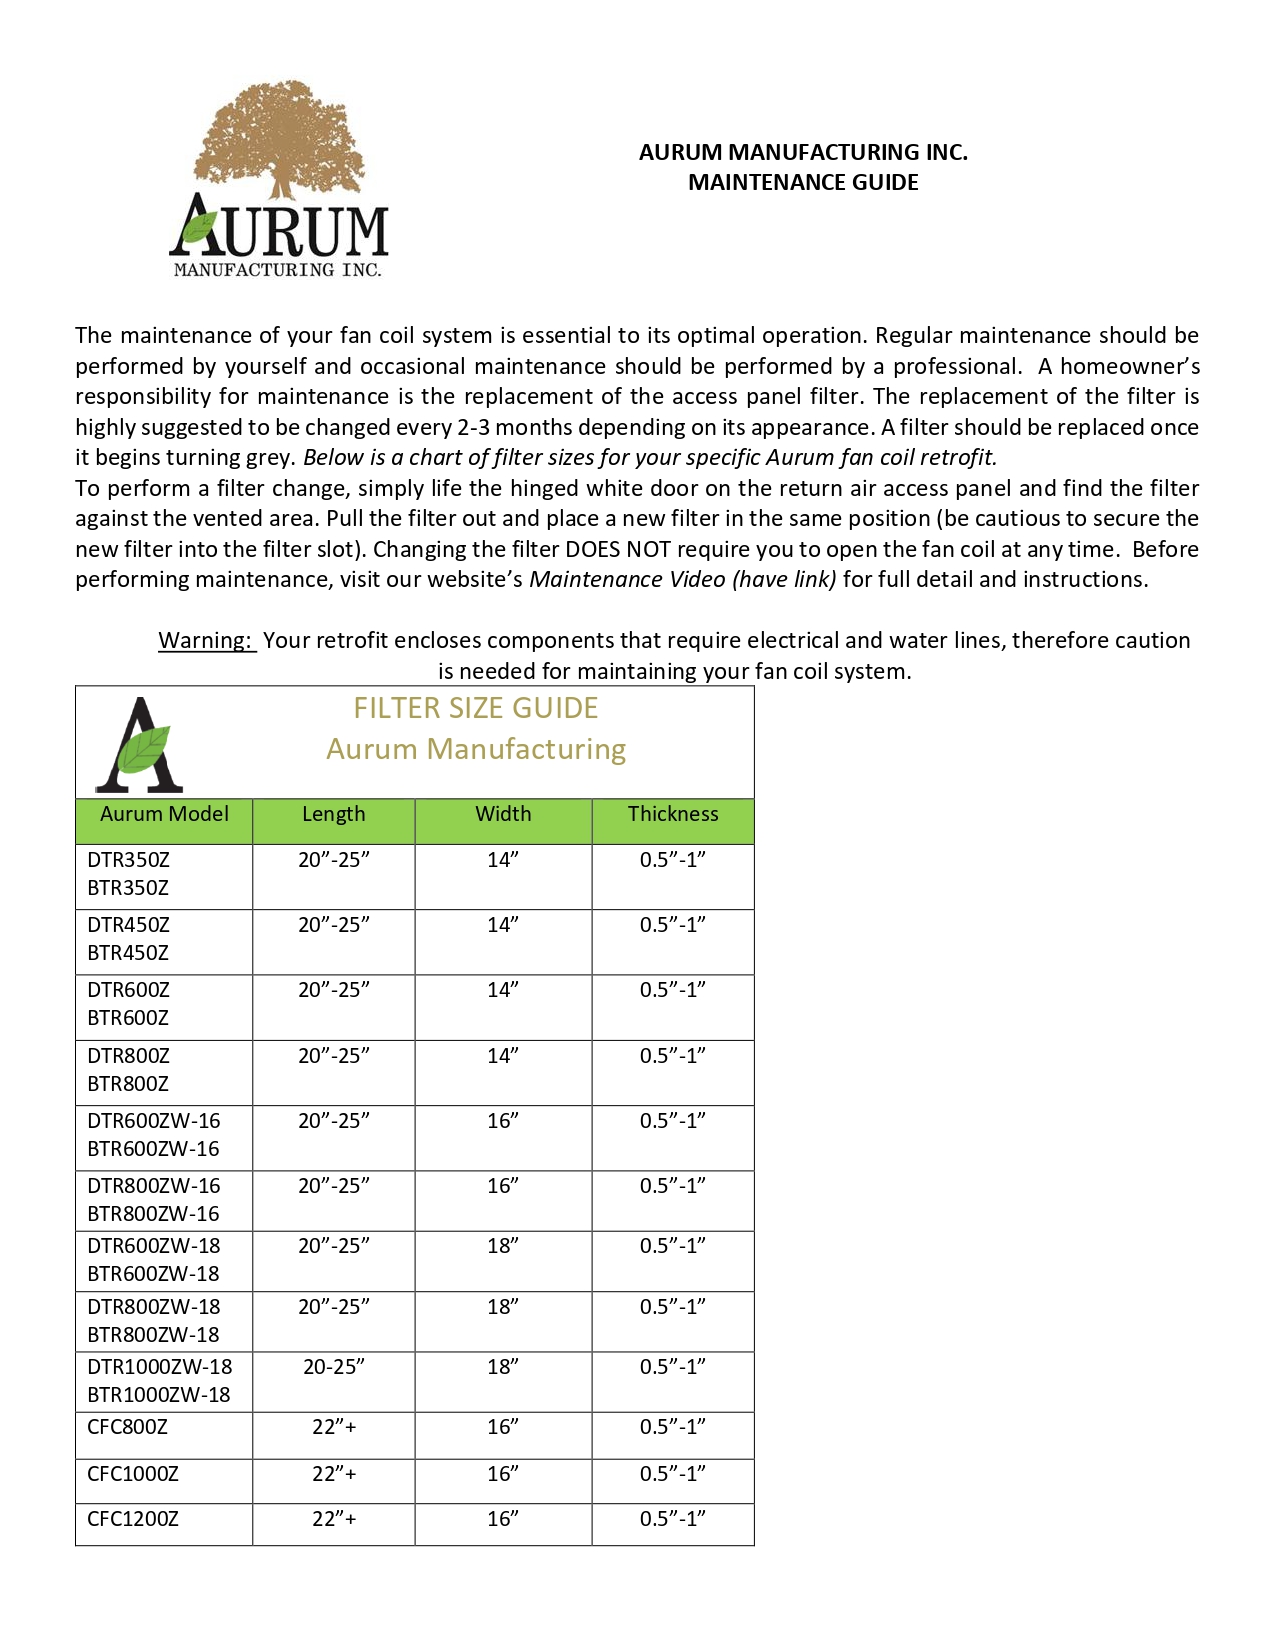 AURUM
MANUFACTURING INC.
AURUM MANUFACTURING INC.
MAINTENANCE GUIDE
The maintenance of your fan coil system is essential to its optimal operation. Regular maintenance should be
performed by yourself and occasional maintenance should be performed by a professional.  A homeowner’s
responsibility for maintenance is the replacement of the access panel filter. The replacement of the filter is
highly suggested to be changed every 2-3 months depending on its appearance. A filter should be replaced once
it begins turning grey. Below is a chart of filter sizes for your specific Aurum fan coil retrofit.
To perform a filter change, simply life the hinged white door on the return air access panel and find the filter
against the vented area. Pull the filter out and place a new filter in the same position (be cautious to secure the
new filter into the filter slot). Changing the filter DOES NOT require you to open the fan coil at any time.  Before
performing maintenance, visit our website’s Maintenance Video (have link) for full detail and instructions.
Warning:  Your retrofit encloses components that require electrical and water lines, therefore caution
is needed for maintaining your fan coil system.
A
FILTER SIZE GUIDE
Aurum Manufacturing
Aurum Model Length Width Thickness
DTR350Z 20”-25” 14” 0.5”-1”
BTR350Z
DTR450Z 20”-25” 14” 0.5”-1”
BTR450Z
DTR600Z 20”-25” 14” 0.5”-1”
BTR600Z
DTR800Z 20”-25” 14” 0.5”-1”
BTR800Z
DTR600ZW-16 20”-25” 16” 0.5”-1”
BTR600ZW-16
DTR800ZW-16 20”-25” 16” 0.5”-1”
BTR800ZW-16
DTR600ZW-18 20”-25” 18” 0.5”-1”
BTR600ZW-18
DTR800ZW-18 20”-25” 18” 0.5”-1”
BTR800ZW-18
DTR1000ZW-18 20-25” 18” 0.5”-1”
BTR1000ZW-18
CFC800Z 22”+ 16” 0.5”-1”
CFC1000Z 22”+ 16” 0.5”-1”
CFC1200Z 22”+ 16” 0.5”-1”